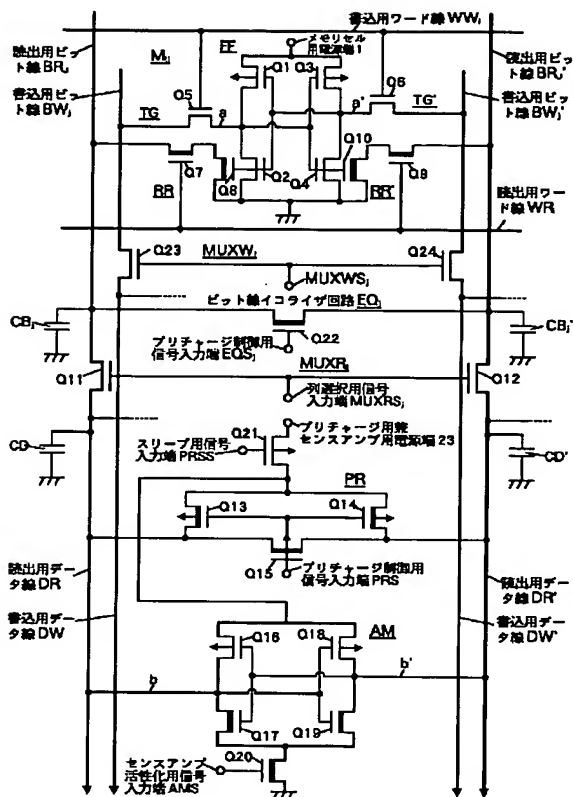 書込用ワード線WWi
読出用ビッ
ト線BRj
Mij
FF
メモリセル
用電源端1
読出用ビッ
ト線BRj'
書込用ビッ
ト線BWj
Q5
Q1
Q3
Q6
書込用ビッ
ト線BWj'
TG
a
a'
TG'
Q10
Q7
Q8
Q2
Q4
Q9
RR
RR'
読出用ワード
線WR
Q23
MUXWj
Q24
MUXWSj
ビット線イコライザ回路EQj
CBj
CBj'
プリチャージ制御用
信号入力端EQSj
Q22
MUXRj
Q11
Q12
列選択用信号
入力端MUXRSj
プリチャージ用兼
センスアンプ用電源端23
CD
CD'
Q21
スリープ用信号
入力端PRSS
PR
Q13
Q14
読出用デー
タ線DR
Q15
プリチャージ制御用
信号入力端PRS
読出用デー
タ線DR'
書込用デー
タ線DW
書込用デー
タ線DW'
AM
Q16
Q18
b
b'
Q17
Q19
Q20
センスアンプ
活性化用信号
入力端AMS